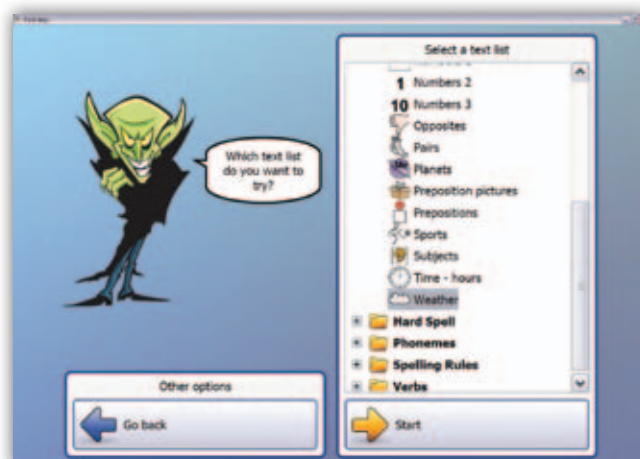 Select a text list
1 Numbers 2
10 Numbers 3
Opposites
Pairs
Planets
Preposition pictures
Prepositions
Sports
Subjects
Time - hours
Weather
Hard Spell
Phonemes
Spelling Rules
Verbs
Which text list
do you want to
try?
Other options
Go back
Start